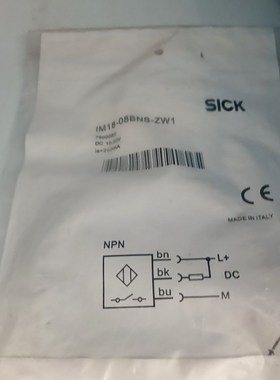 SICK
IM18-08BNS-ZW1
CE
MADE IN ITALY
NPN
bn L+
bk DC
bu M